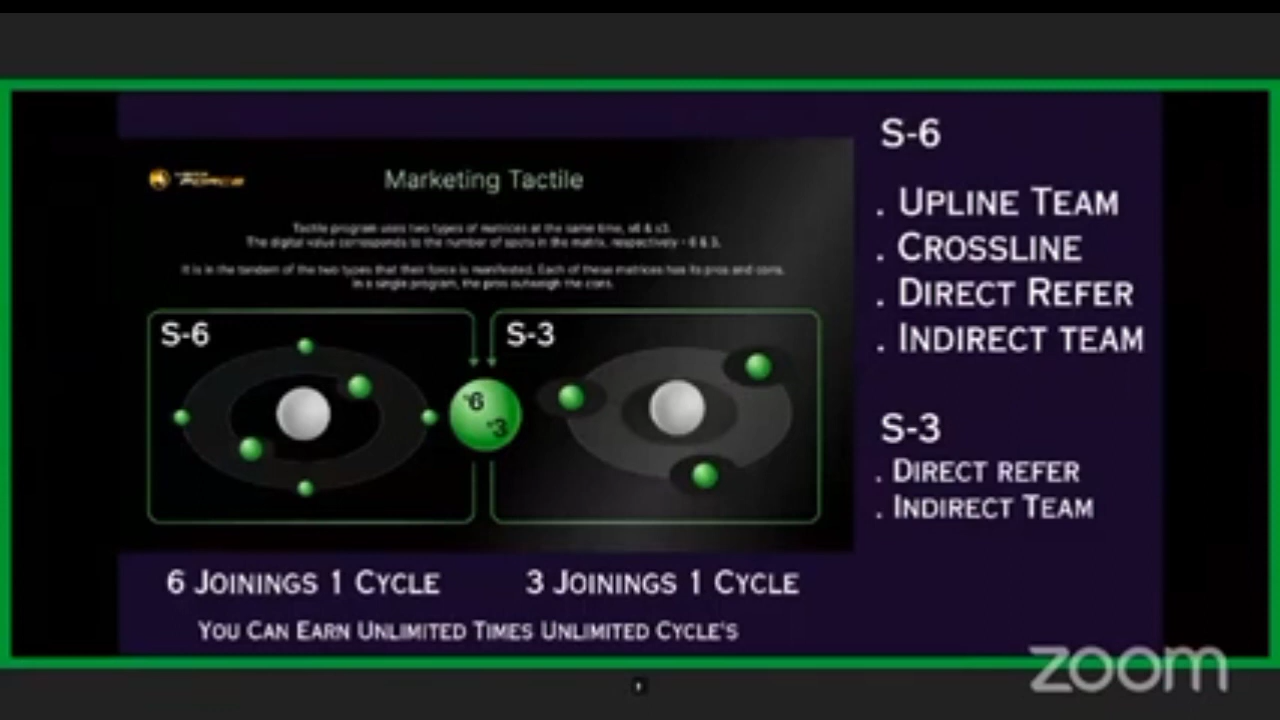 S-6
. UPLINE TEAM
. CROSSLINE
. DIRECT REFER
. INDIRECT TEAM
S-3
. DIRECT REFER
. INDIRECT TEAM
FORCE
Marketing Tactile
Tactile program uses two types of matrices at the same time, s6 & s3.
The digital value corresponds to the number of spots in the matrix, respectively - 6 & 3.
It is in the tandem of the two types that their force is manifested. Each of these matrices has its pros and cons.
In a single program, the pros outweigh the cons.
S-6
S-3
6
3
6 JOININGS 1 CYCLE
3 JOININGS 1 CYCLE
YOU CAN EARN UNLIMITED TIMES UNLIMITED CYCLE'S
zoom